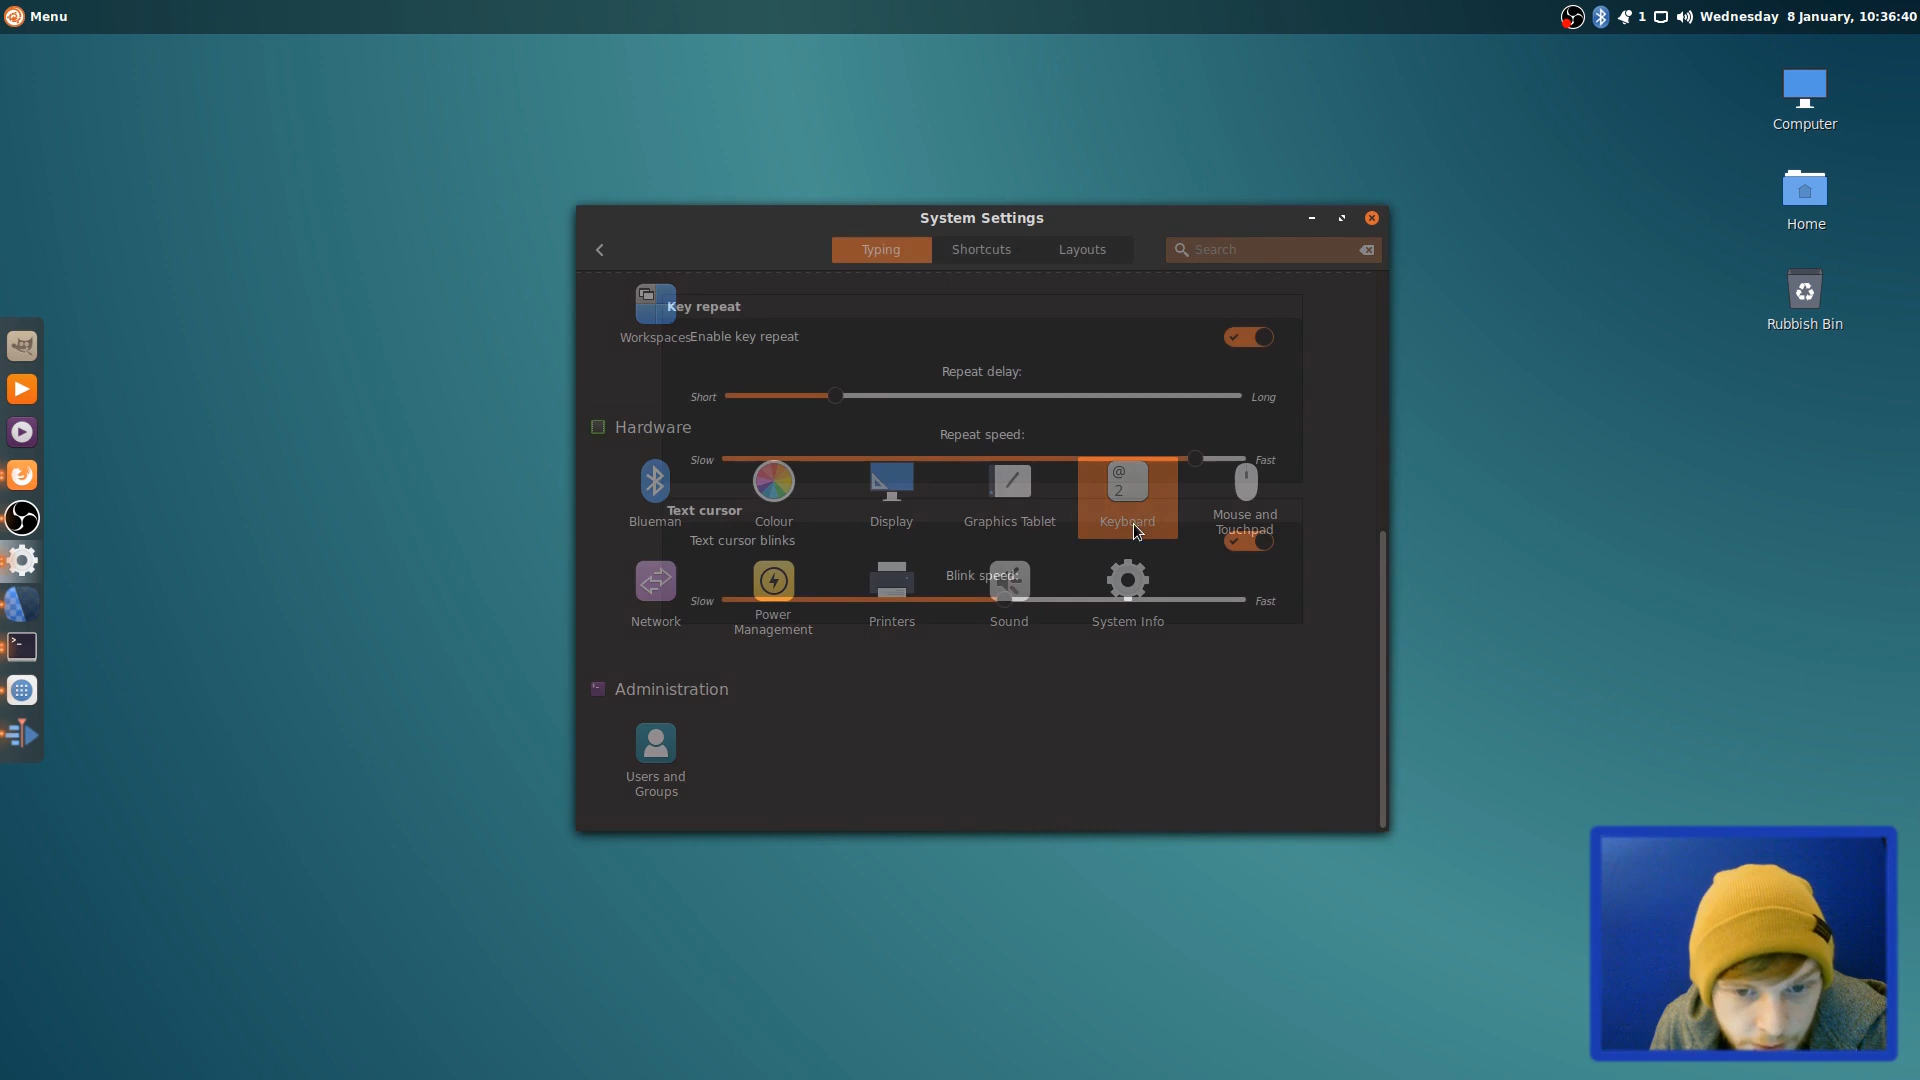 Menu
1
Wednesday 8 January, 10:36:40
Computer
Home
Rubbish Bin
System Settings
Typing
Shortcuts
Layouts
Search
Key repeat
Workspaces
Enable key repeat
Repeat delay:
Short
Long
Hardware
Repeat speed:
Slow
Fast
@
2
Text cursor
Blueman
Colour
Display
Graphics Tablet
Keyboard
Mouse and
Touchpad
Text cursor blinks
Blink speed:
Slow
Fast
Network
Power
Management
Printers
Sound
System Info
Administration
Users and
Groups